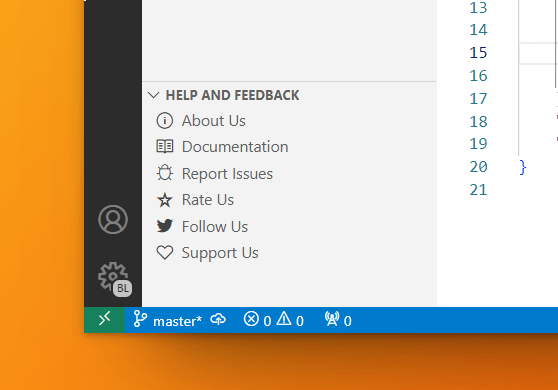 HELP AND FEEDBACK
About Us
Documentation
Report Issues
Rate Us
Follow Us
Support Us
13
14
15
16
17
18
19
20 }
21
BL
master* 0 0 0